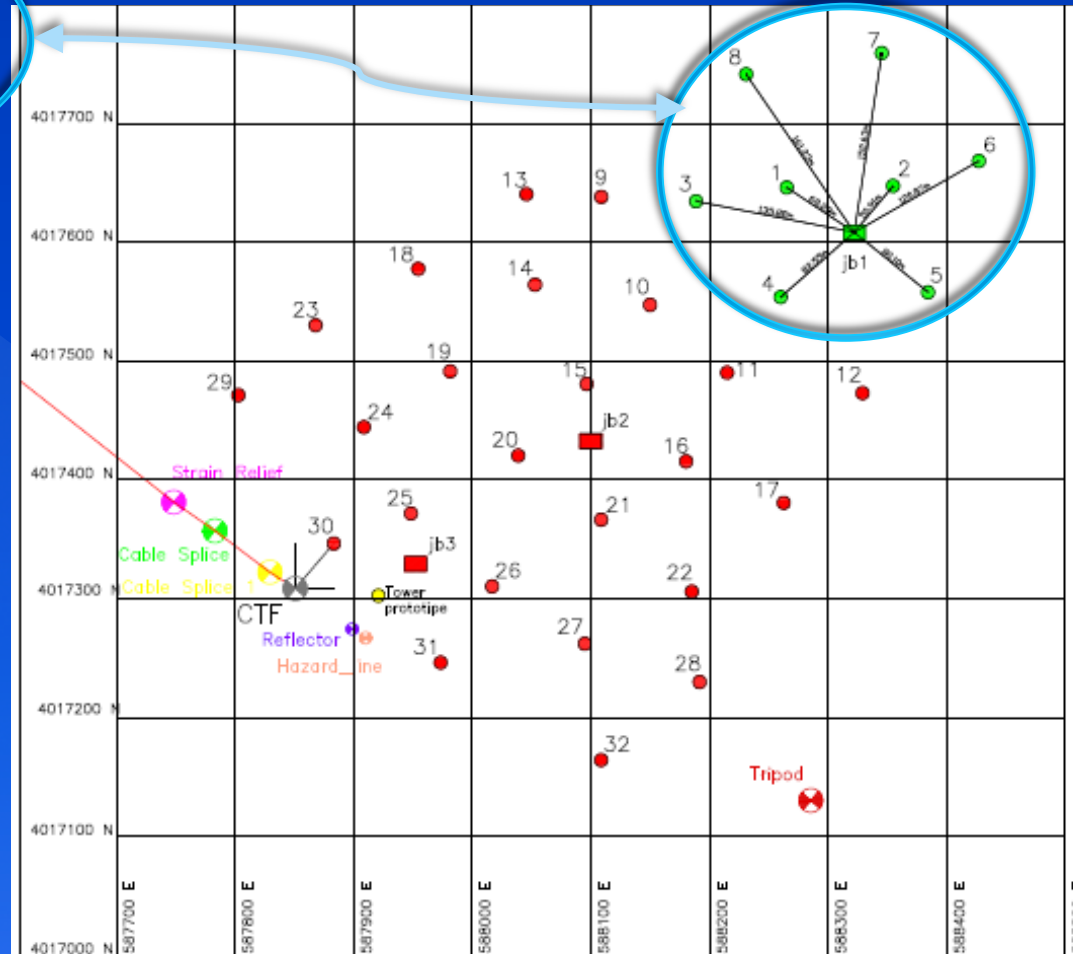 7
8
4017700 N
6
1
2
3
13
9
4017600 N
jb1
18
14
4
5
10
23
4017500 N
19
15
11
12
29
24
jb2
20
16
4017400 N
Strain Relief
25
17
30
21
jb3
Cable Splice
26
22
Cable Splice 1
4017300 N
Tower
prototipe
CTF
27
Reflector
31
Hazard_line
28
4017200 N
32
Tripod
4017100 N
587700 E
587800 E
587900 E
588000 E
588100 E
588200 E
588300 E
588400 E
4017000 N